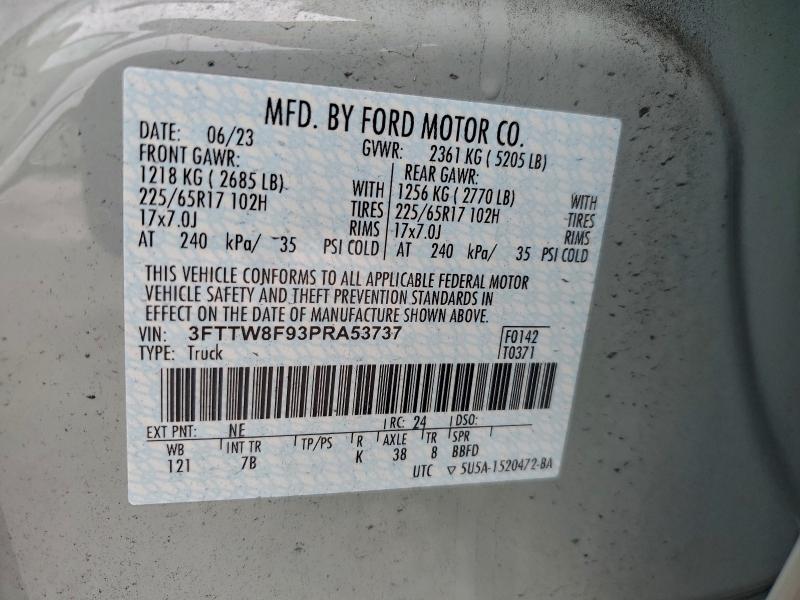 MFD. BY FORD MOTOR CO.
DATE: 06/23 GVWR: 2361 KG ( 5205 LB)
FRONT GAWR: REAR GAWR:
1218 KG ( 2685 LB) WITH 1256 KG ( 2770 LB) WITH
225/65R17 102H TIRES 225/65R17 102H TIRES
17x7.0J RIMS 17x7.0J RIMS
AT 240 kPa/ 35 PSI COLD AT 240 kPa/ 35 PSI COLD
THIS VEHICLE CONFORMS TO ALL APPLICABLE FEDERAL MOTOR
VEHICLE SAFETY AND THEFT PREVENTION STANDARDS IN
EFFECT ON THE DATE OF MANUFACTURE SHOWN ABOVE.
VIN: 3FTTW8F93PRA53737 F0142
TYPE: Truck T0371
EXT PNT: NE RC: 24 DSO:
WB INT TR TP/PS R AXLE TR SPR
121 7B K 38 8 BBFD
UTC ▽ 5U5A-1520472-BA